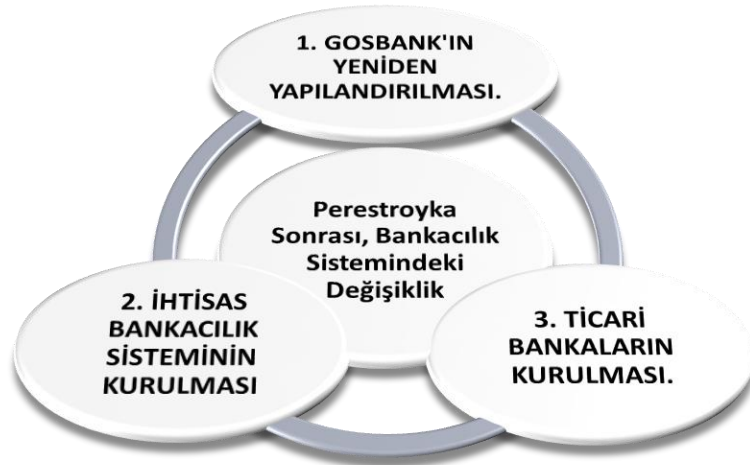 1. GOSBANK'IN
YENİDEN
YAPILANDIRILMASI.
Perestroyka
Sonrası, Bankacılık
Sistemindeki
Değişiklik
2. İHTİSAS
BANKACILIK
SİSTEMİNİN
KURULMASI
3. TİCARİ
BANKALARIN
KURULMASI.